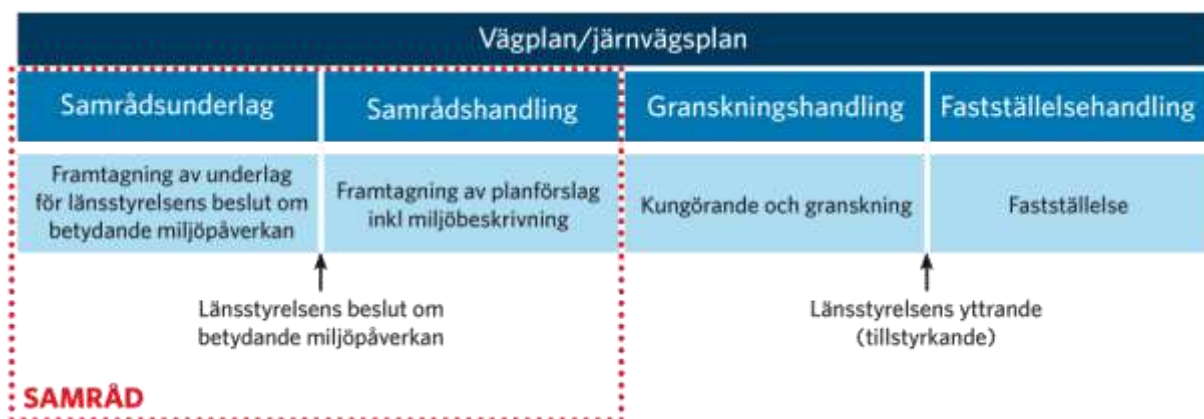 Vägplan/järnvägsplan
Samrådsunderlag
Samrådshandling
Granskningshandling
Fastställelsehandling
Framtagning av underlag
för länsstyrelsens beslut om
betydande miljöpåverkan
Framtagning av planförslag
inkl miljöbeskrivning
Kungörande och granskning
Fastställelse
Länsstyrelsens beslut om
betydande miljöpåverkan
Länsstyrelsens yttrande
(tillstyrkande)
SAMRÅD